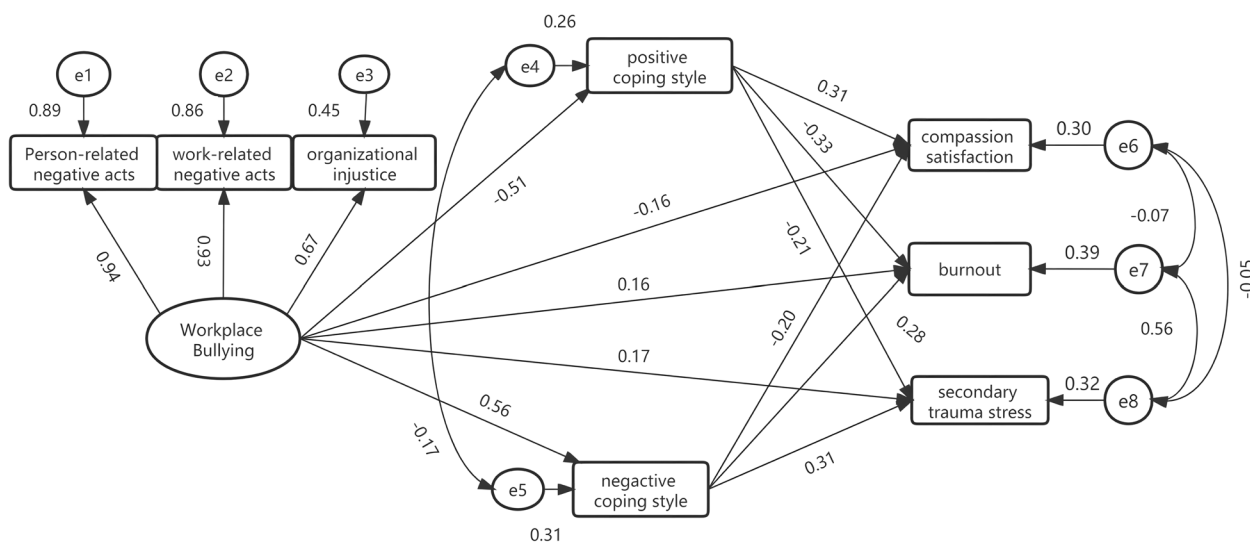 0.26
e1
e2
e3
e4
positive
coping style
0.89
0.86
0.45
0.31
Person-related
negative acts
work-related
negative acts
organizational
injustice
-0.33
compassion
satisfaction
0.30
e6
-0.51
-0.16
-0.21
-0.07
0.94
0.93
0.67
0.16
burnout
0.39
e7
-0.05
Workplace
Bullying
0.17
-0.20
0.28
0.56
0.56
-0.17
secondary
trauma stress
0.32
e8
0.31
e5
negactive
coping style
0.31